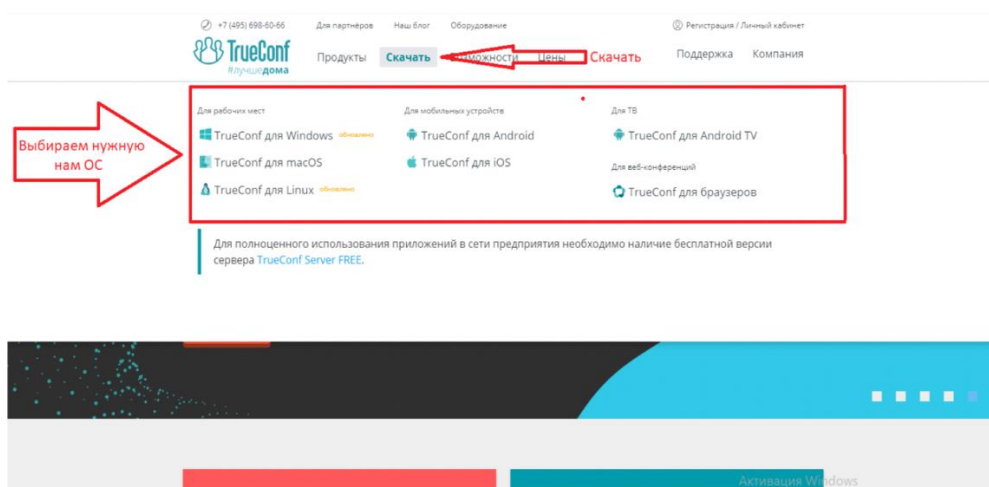 +7 (495) 698-60-66 Для партнёров Наш блог Оборудование Регистрация / Личный кабинет
TrueConf
#лучшедома
Продукты Скачать Возможности Цены Скачать Поддержка Компания
Выбираем нужную
нам ОС
Для рабочих мест
TrueConf для Windows обновлено
TrueConf для macOS
TrueConf для Linux обновлено
Для мобильных устройств
TrueConf для Android
TrueConf для iOS
Для ТВ
TrueConf для Android TV
Для веб-конференций
TrueConf для браузеров
Для полноценного использования приложений в сети предприятия необходимо наличие бесплатной версии
сервера TrueConf Server FREE.
Активация Windows